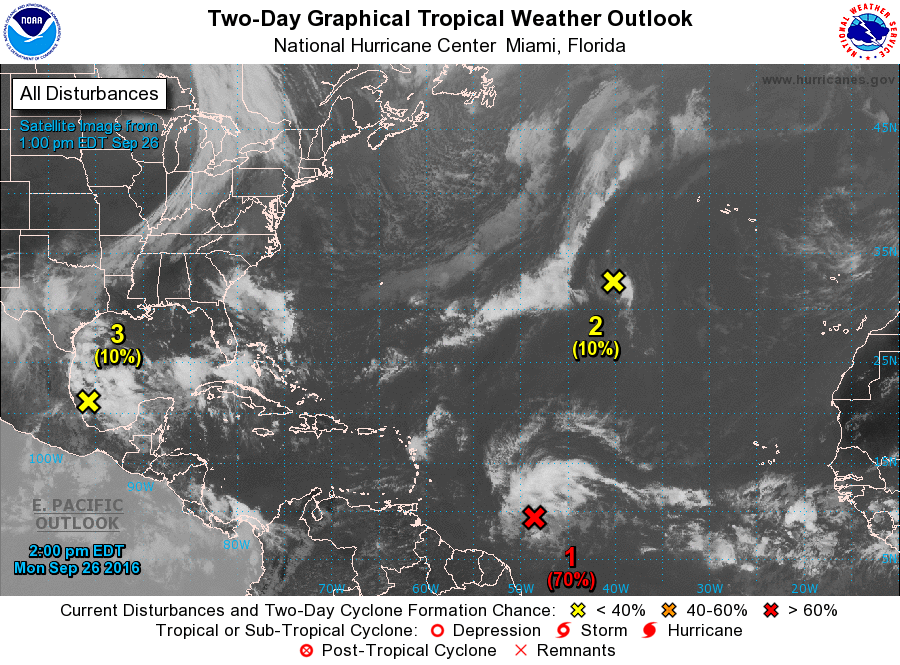 Two-Day Graphical Tropical Weather Outlook
National Hurricane Center Miami, Florida
NOAA
NATIONAL WEATHER SERVICE
www.hurricanes.gov
All Disturbances
Satellite Image from
1:00 pm EDT Sep 26
45N
35N
2
(10%)
3
(10%)
25N
100W
90W
E. PACIFIC
OUTLOOK
80W
2:00 pm EDT
Mon Sep 26 2016
1
(70%)
70W
60W
50W
40W
30W
20W
Current Disturbances and Two-Day Cyclone Formation Chance: < 40% 40-60% > 60%
Tropical or Sub-Tropical Cyclone: Depression Storm Hurricane
Post-Tropical Cyclone Remnants